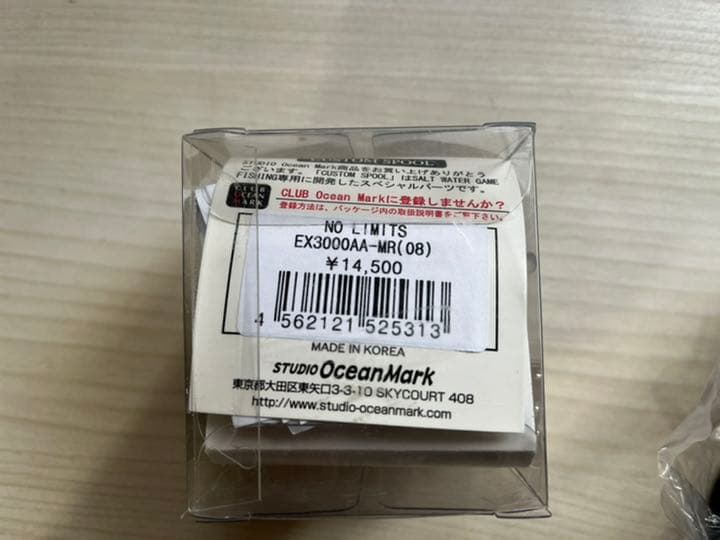 CUSTOM SPOOL
STUDIO Ocean Mark商品をお買い上げありがとう
ございます。「CUSTOM SPOOL」はSALT WATER GAME
FISHING専用に開発したスペシャルパーツです。
CLUB OCEAN MARK
CLUB Ocean Markに登録しませんか？
登録方法は、パッケージ内の取扱説明書をご覧下さい。
NO LIMITS
EX3000AA-MR(08)
¥14,500
4 562121 525313
MADE IN KOREA
STUDIO OceanMark
東京都大田区東矢口3-3-10 SKYCOURT 408
http://www.studio-oceanmark.com